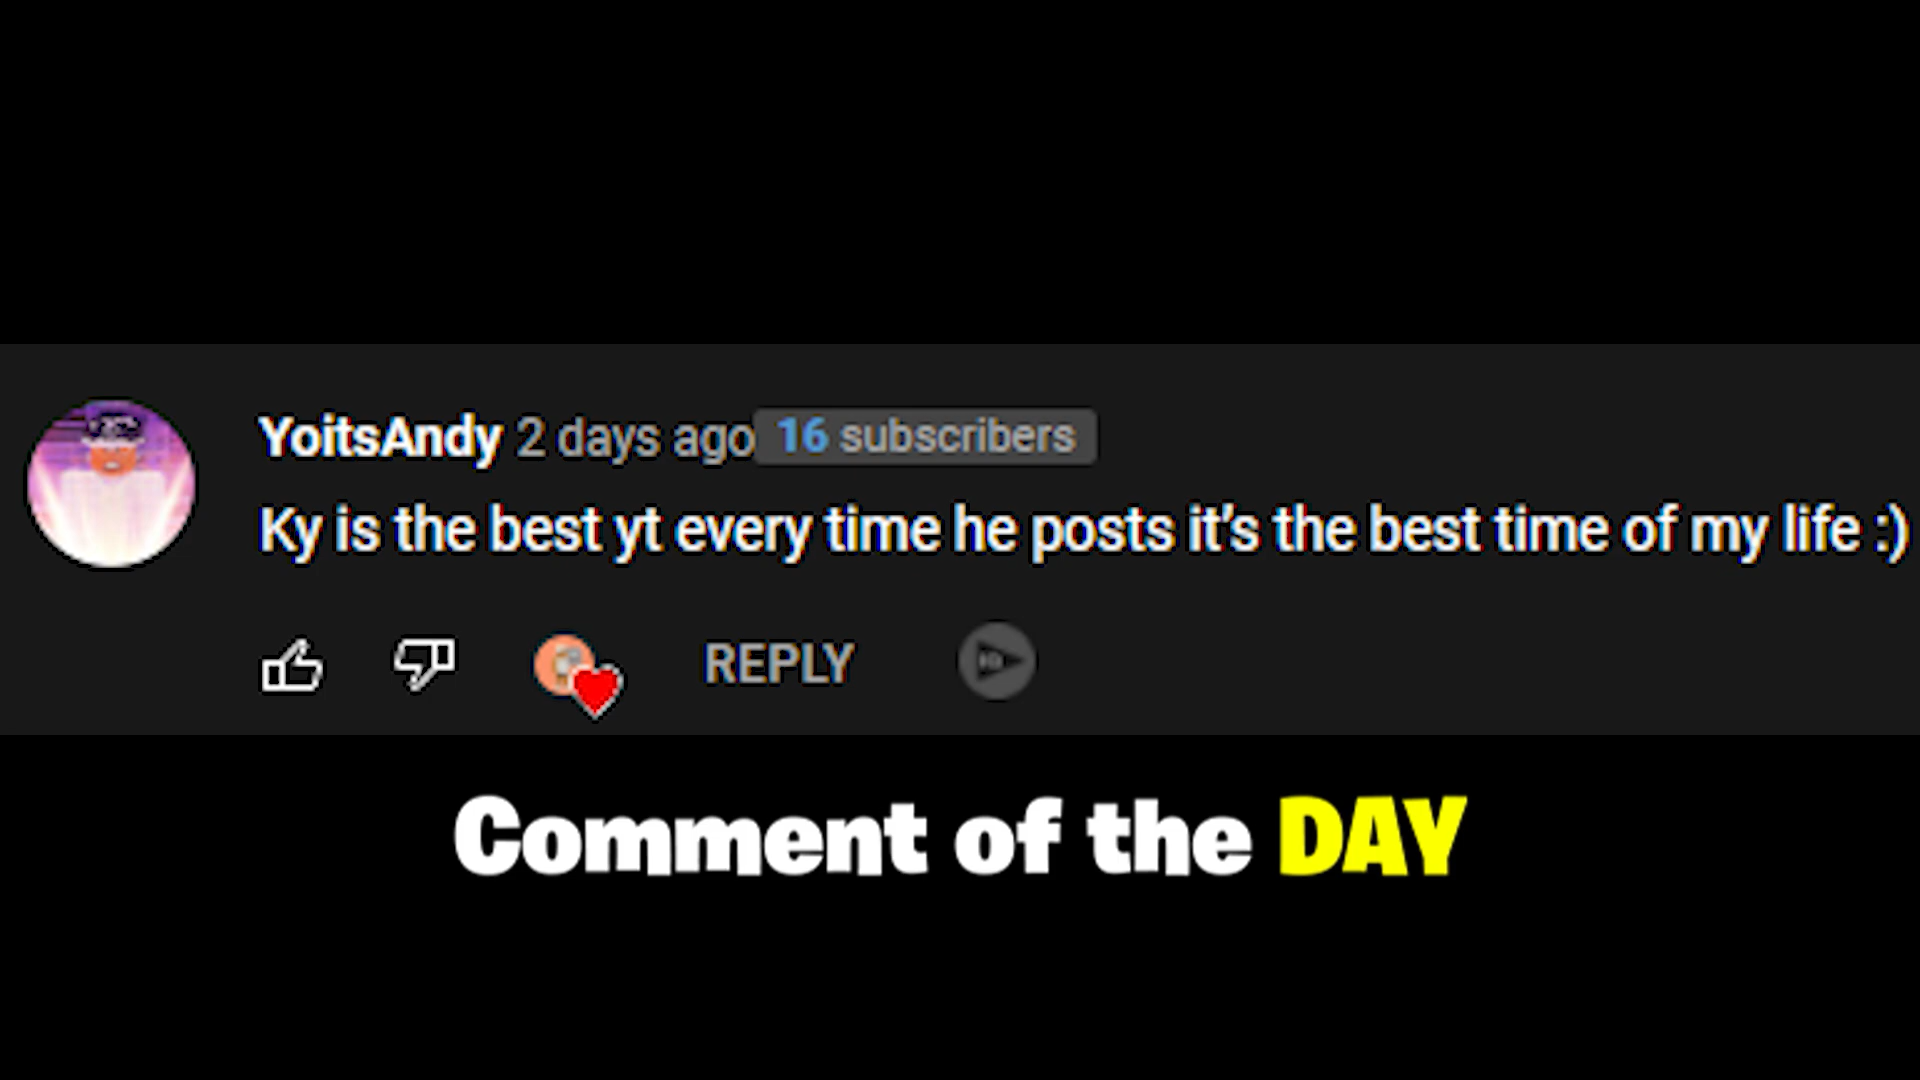 YoitsAndy 2 days ago 16 subscribers
Ky is the best yt every time he posts it’s the best time of my life :)
REPLY
Comment of the DAY